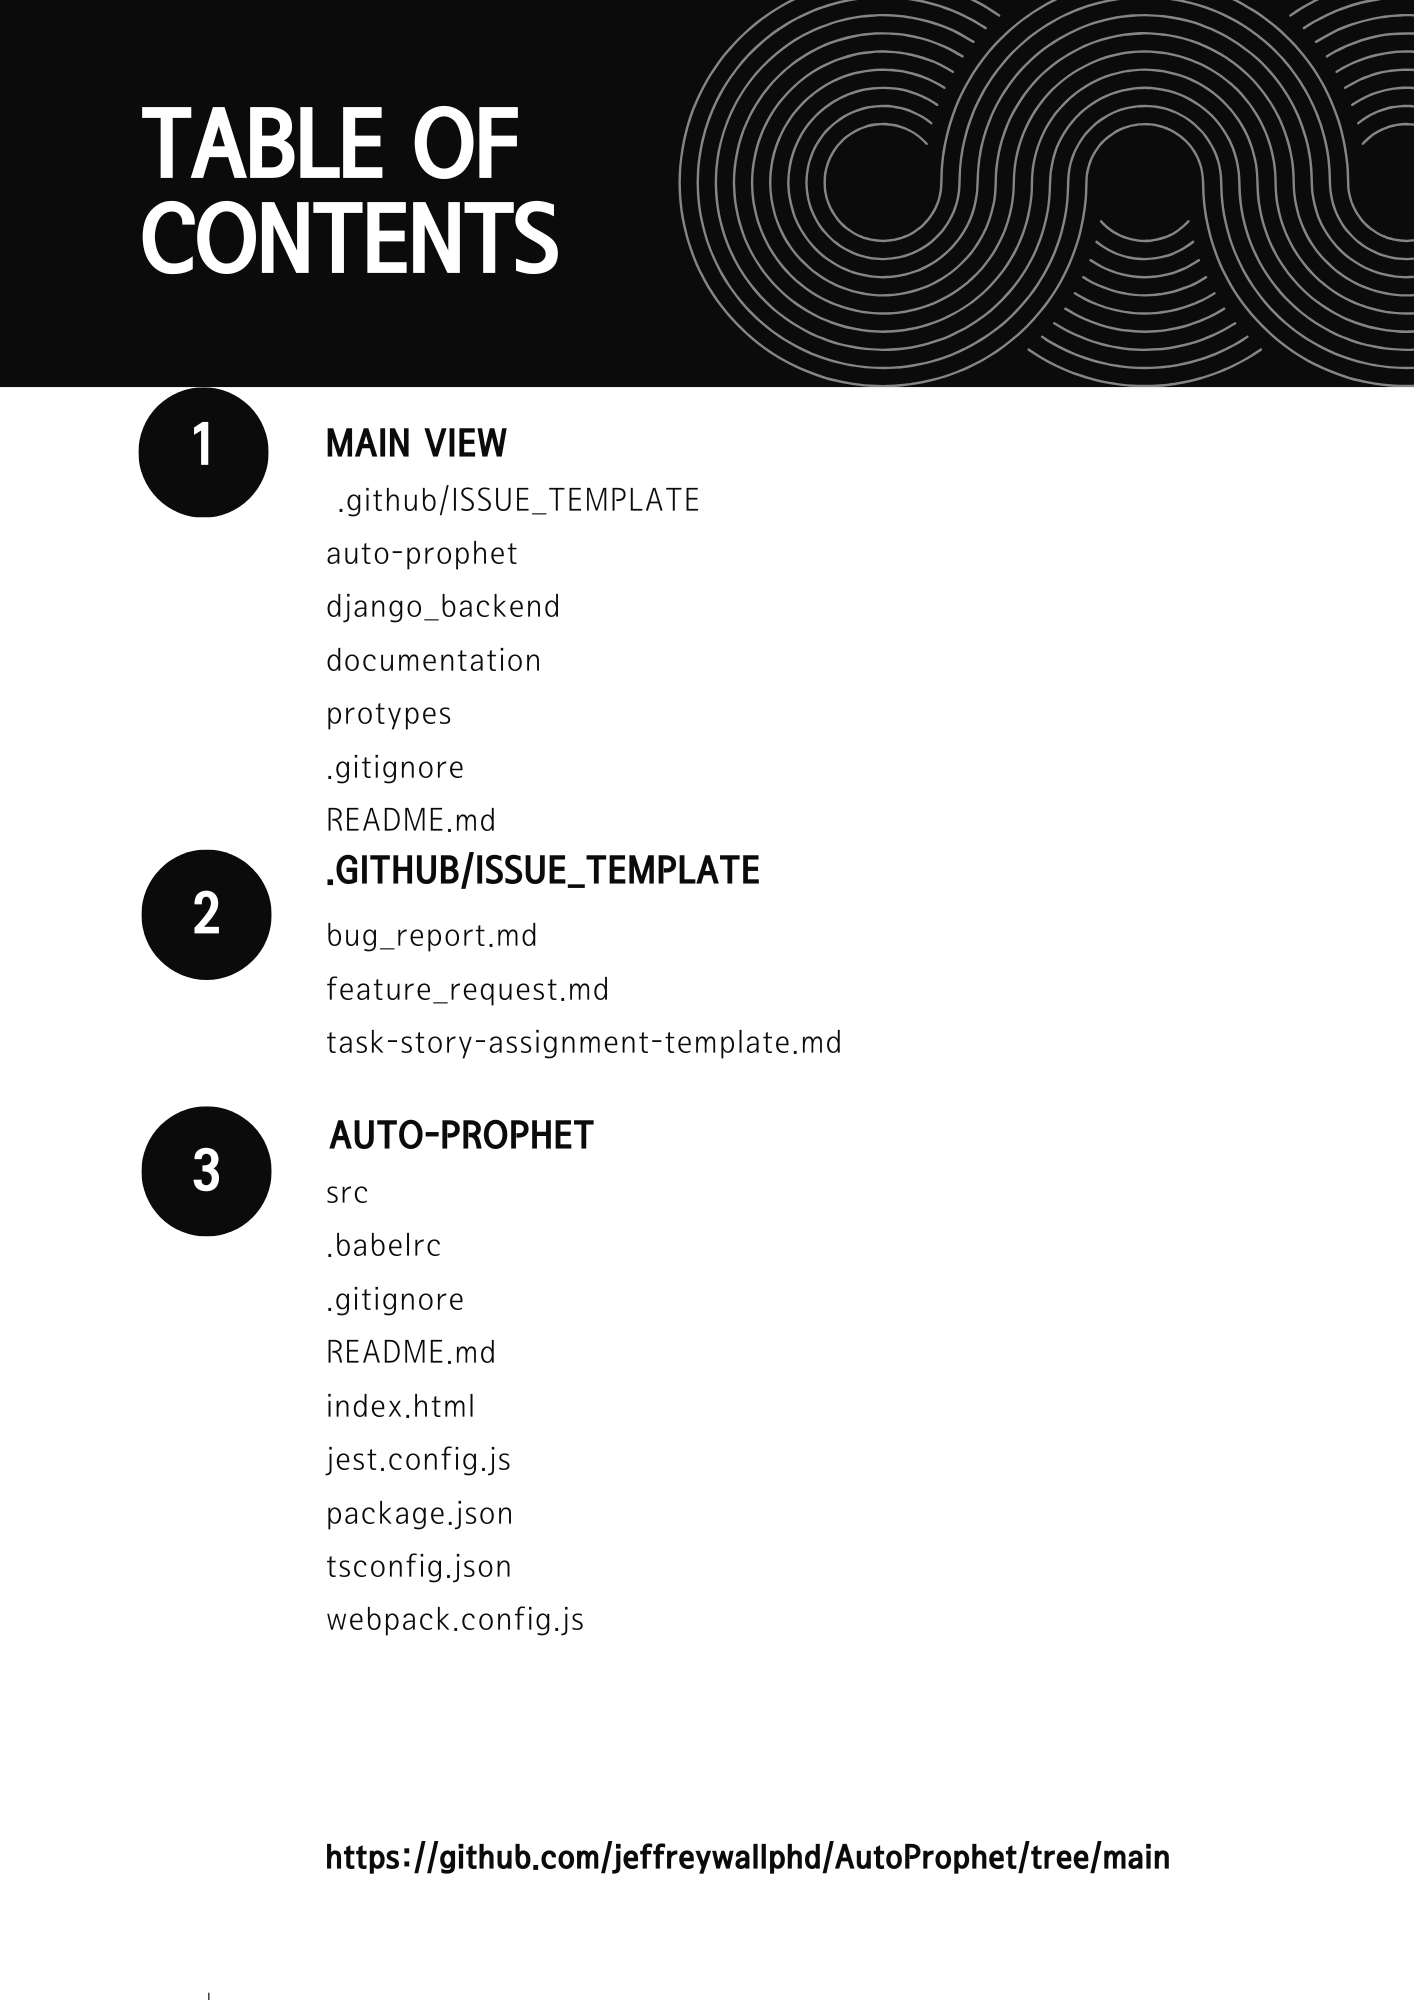 TABLE OF
CONTENTS
1
MAIN VIEW
.github/ISSUE_TEMPLATE
auto-prophet
django_backend
documentation
protypes
.gitignore
README.md
2
.GITHUB/ISSUE_TEMPLATE
bug_report.md
feature_request.md
task-story-assignment-template.md
3
AUTO-PROPHET
src
.babelrc
.gitignore
README.md
index.html
jest.config.js
package.json
tsconfig.json
webpack.config.js
https://github.com/jeffreywallphd/AutoProphet/tree/main